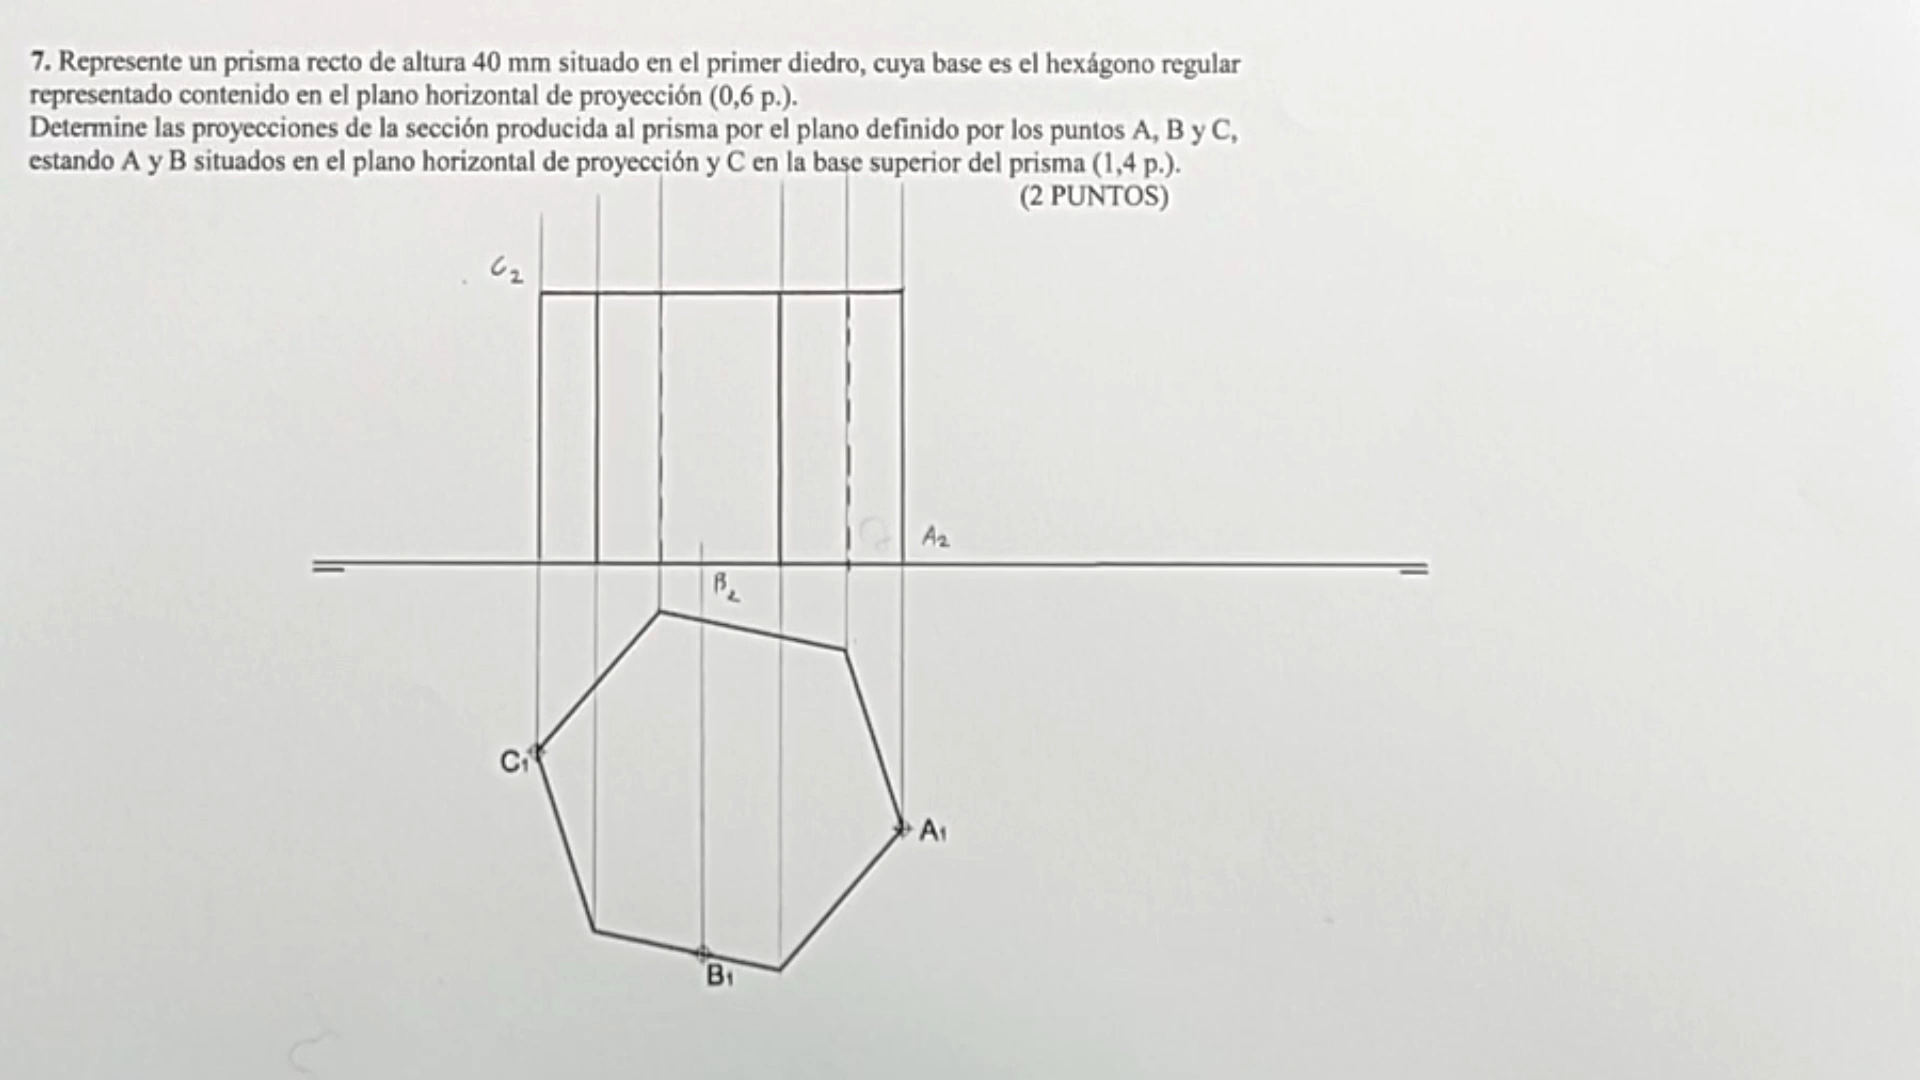 7. Represente un prisma recto de altura 40 mm situado en el primer diedro, cuya base es el hexágono regular
representado contenido en el plano horizontal de proyección (0,6 p.).
Determine las proyecciones de la sección producida al prisma por el plano definido por los puntos A, B y C,
estando A y B situados en el plano horizontal de proyección y C en la base superior del prisma (1,4 p.).
(2 PUNTOS)
C2
A2
B2
C1
A1
B1